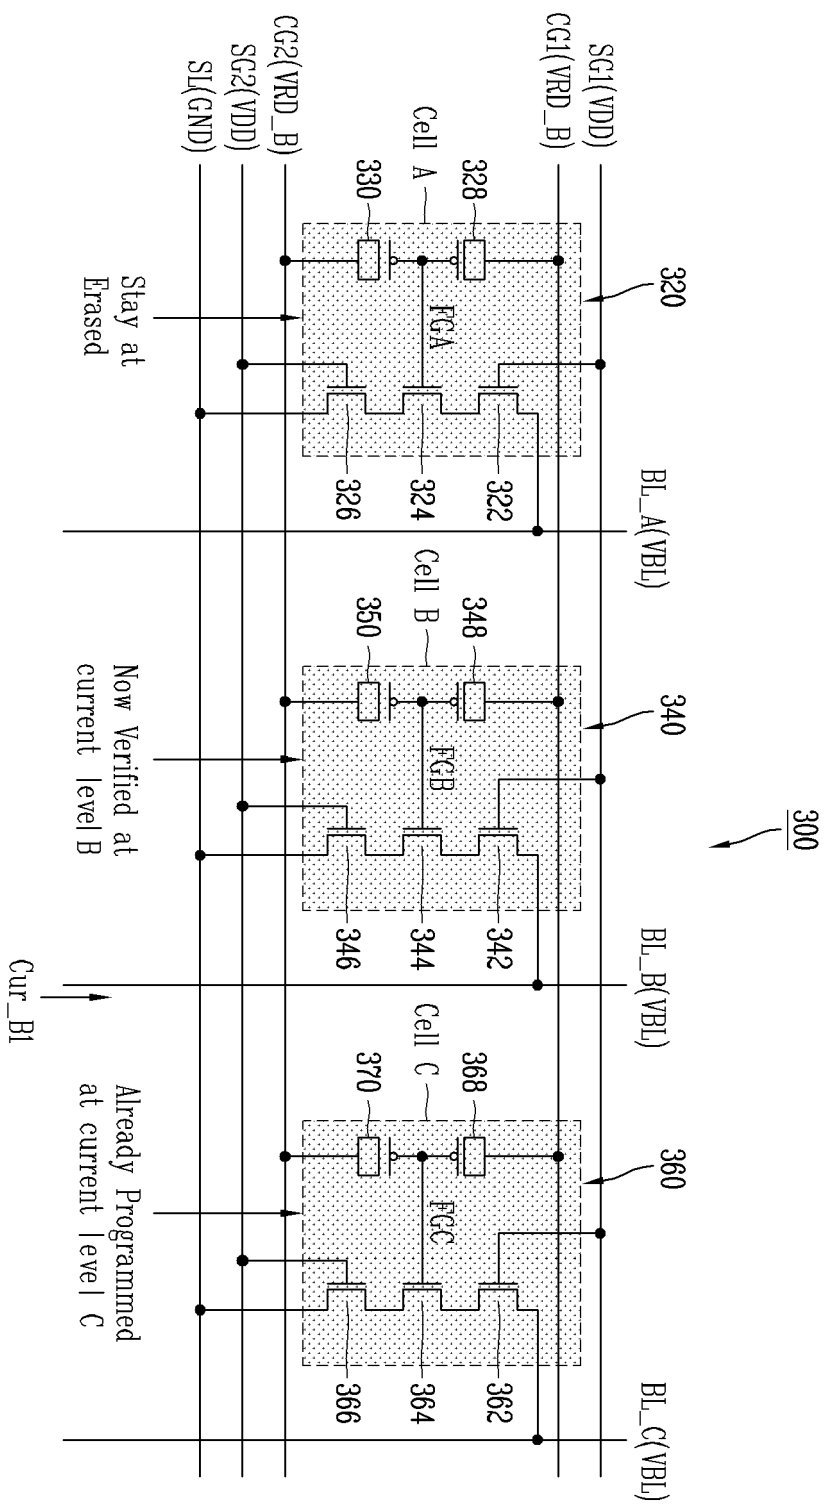 300
320
340
360
SG1(VDD)
CG1(VRD_B)
BL_A(VBL)
BL_B(VBL)
BL_C(VBL)
Cell A
328
330
FGA
322
324
326
Cell B
348
350
FGB
342
344
346
Cell C
368
370
FGC
362
364
366
CG2(VRD_B)
SG2(VDD)
SL(GND)
Stay at
Erased
Now Verified at
current level B
Already Programmed
at current level C
Cur_B1